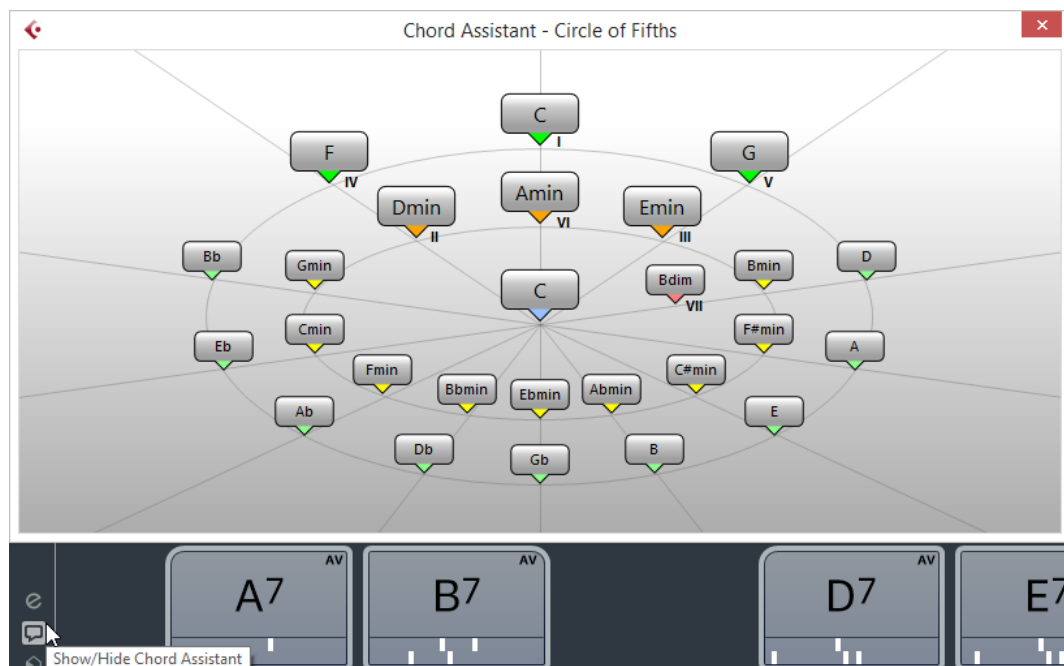 Chord Assistant - Circle of Fifths
C
I
F
IV
G
V
Amin
VI
Dmin
II
Emin
III
Bb
D
Gmin
Bmin
Bdim
VII
C
Cmin
F#min
Eb
A
Fmin
C#min
Bbmin
Ebmin
Abmin
Ab
E
Db
Gb
B
AV
AV
AV
A7
B7
D7
E7
Show/Hide Chord Assistant